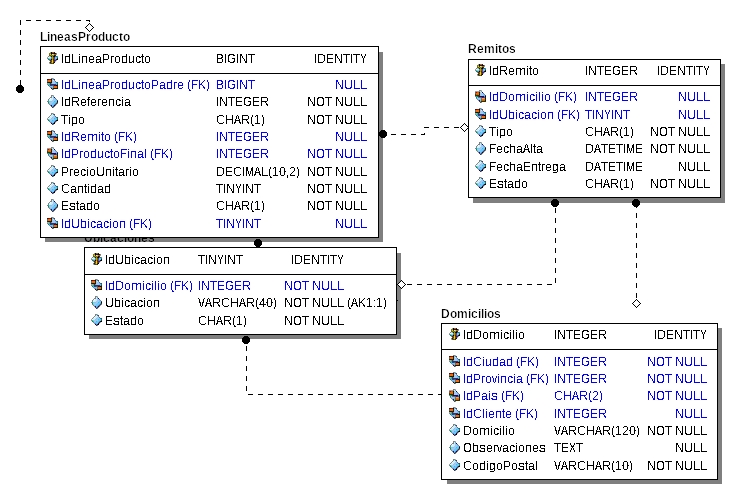 LineasProducto
IdLineaProducto BIGINT IDENTITY
IdLineaProductoPadre (FK) BIGINT NULL
IdReferencia INTEGER NOT NULL
Tipo CHAR(1) NOT NULL
IdRemito (FK) INTEGER NULL
IdProductoFinal (FK) INTEGER NOT NULL
PrecioUnitario DECIMAL(10,2) NOT NULL
Cantidad TINYINT NOT NULL
Estado CHAR(1) NOT NULL
IdUbicacion (FK) TINYINT NULL
Remitos
IdRemito INTEGER IDENTITY
IdDomicilio (FK) INTEGER NULL
IdUbicacion (FK) TINYINT NULL
Tipo CHAR(1) NOT NULL
FechaAlta DATETIME NOT NULL
FechaEntrega DATETIME NULL
Estado CHAR(1) NOT NULL
Ubicaciones
IdUbicacion TINYINT IDENTITY
IdDomicilio (FK) INTEGER NOT NULL
Ubicacion VARCHAR(40) NOT NULL (AK1:1)
Estado CHAR(1) NOT NULL
Domicilios
IdDomicilio INTEGER IDENTITY
IdCiudad (FK) INTEGER NOT NULL
IdProvincia (FK) INTEGER NOT NULL
IdPais (FK) CHAR(2) NOT NULL
IdCliente (FK) INTEGER NULL
Domicilio VARCHAR(120) NOT NULL
Observaciones TEXT NULL
CodigoPostal VARCHAR(10) NOT NULL